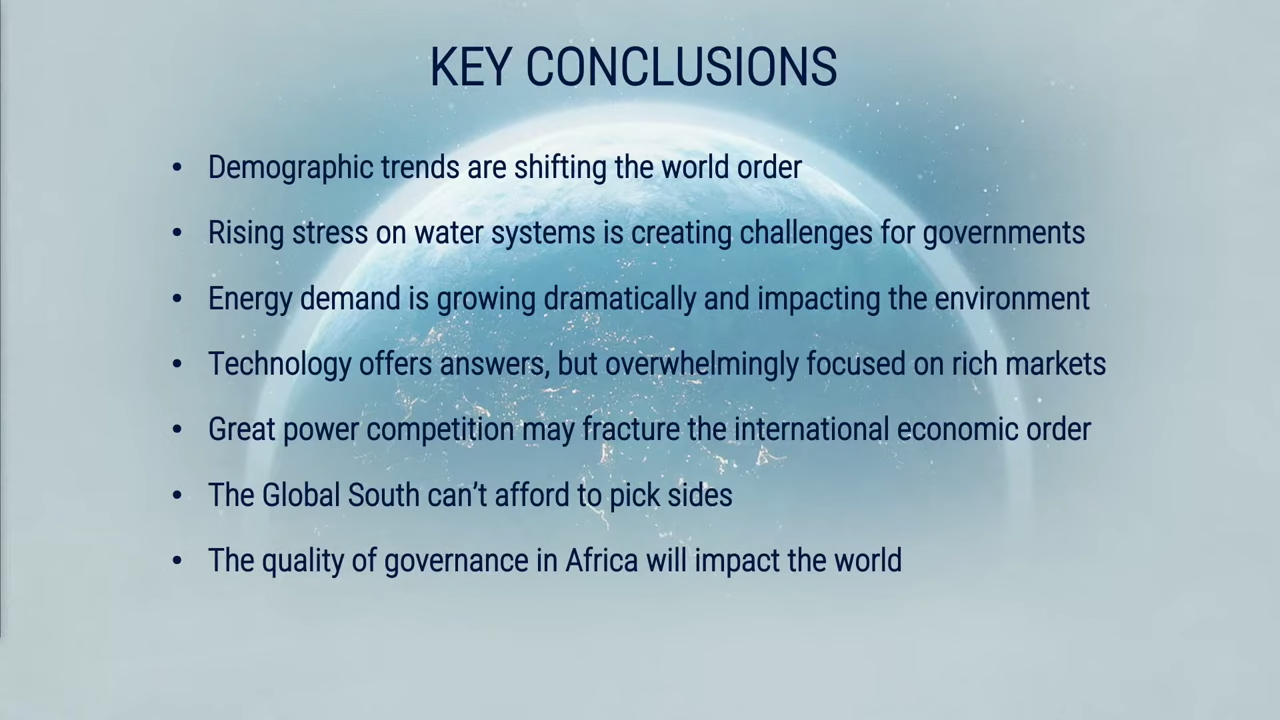 KEY CONCLUSIONS
• Demographic trends are shifting the world order
• Rising stress on water systems is creating challenges for governments
• Energy demand is growing dramatically and impacting the environment
• Technology offers answers, but overwhelmingly focused on rich markets
• Great power competition may fracture the international economic order
• The Global South can’t afford to pick sides
• The quality of governance in Africa will impact the world